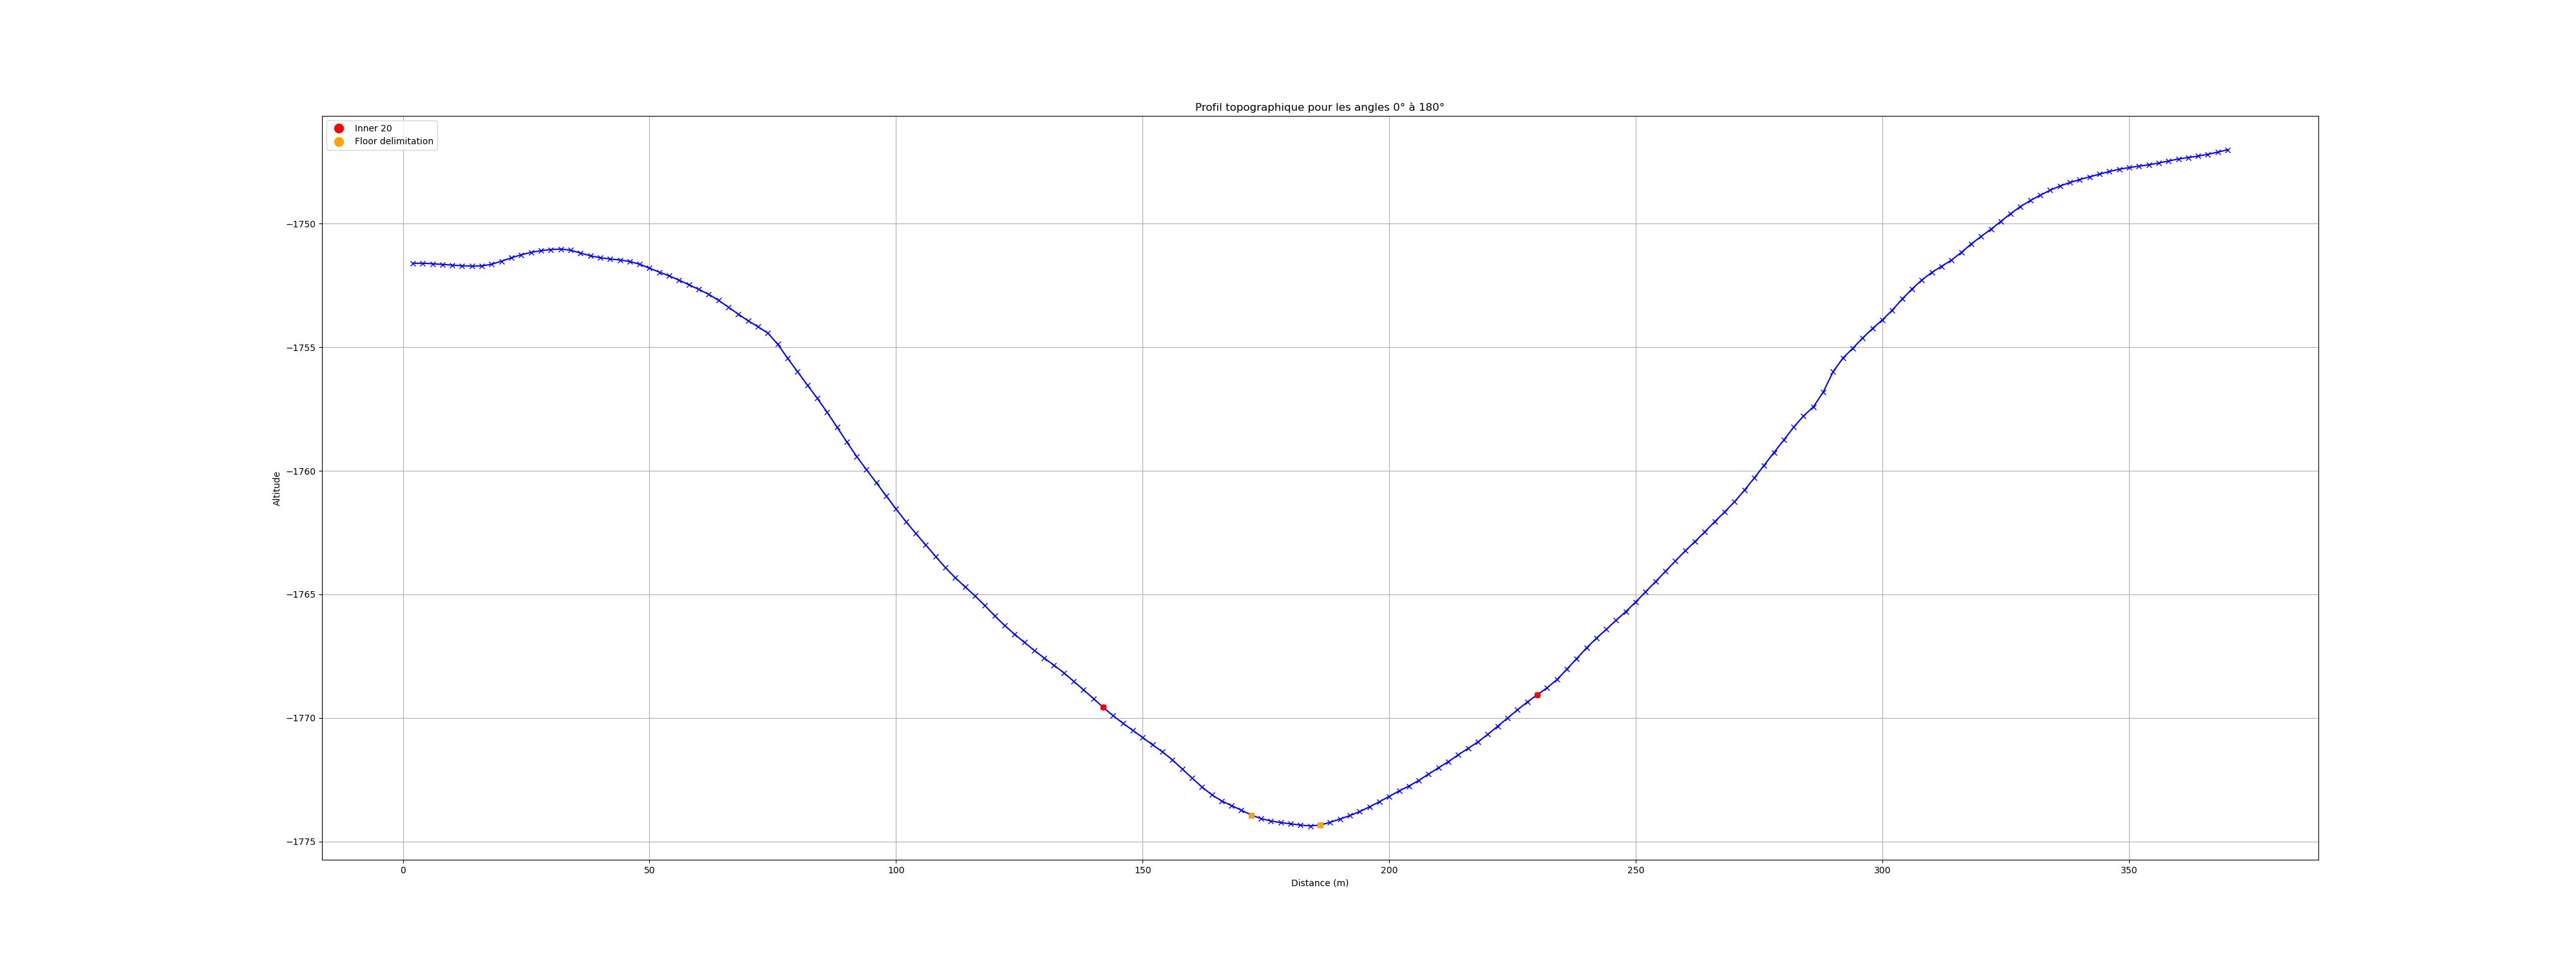 Profil topographique pour les angles 0° à 180°
Inner 20
Floor delimitation
−1750
−1755
−1760
−1765
−1770
−1775
Altitude
0 50 100 150 200 250 300 350
Distance (m)